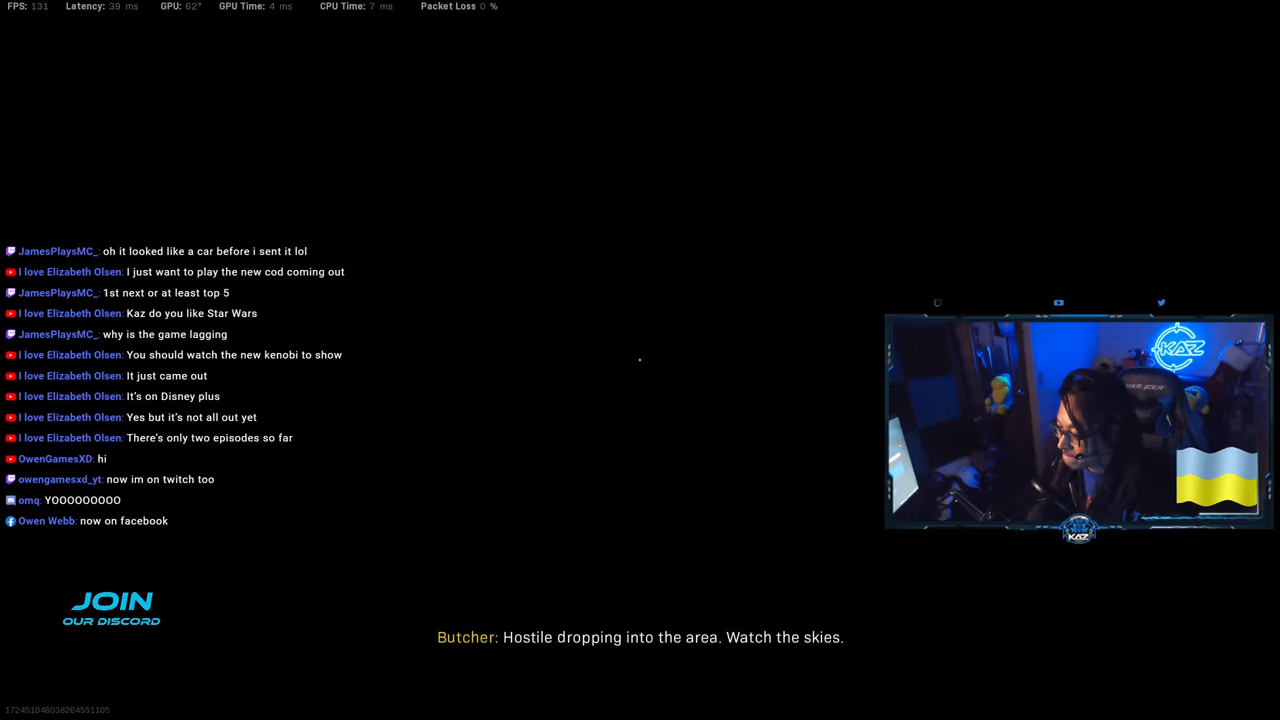 FPS: 131 Latency: 39 ms GPU: 62° GPU Time: 4 ms CPU Time: 7 ms Packet Loss 0 %
JamesPlaysMC_: oh it looked like a car before i sent it lol
I love Elizabeth Olsen: I just want to play the new cod coming out
JamesPlaysMC_: 1st next or at least top 5
I love Elizabeth Olsen: Kaz do you like Star Wars
JamesPlaysMC_: why is the game lagging
I love Elizabeth Olsen: You should watch the new kenobi to show
I love Elizabeth Olsen: It just came out
I love Elizabeth Olsen: It's on Disney plus
I love Elizabeth Olsen: Yes but it's not all out yet
I love Elizabeth Olsen: There's only two episodes so far
OwenGamesXD: hi
owengamesxd_yt: now im on twitch too
omq: YOOOOOOOOO
Owen Webb: now on facebook
KAZ
KAZ
JOIN
OUR DISCORD
Butcher: Hostile dropping into the area. Watch the skies.
172451046038264551105